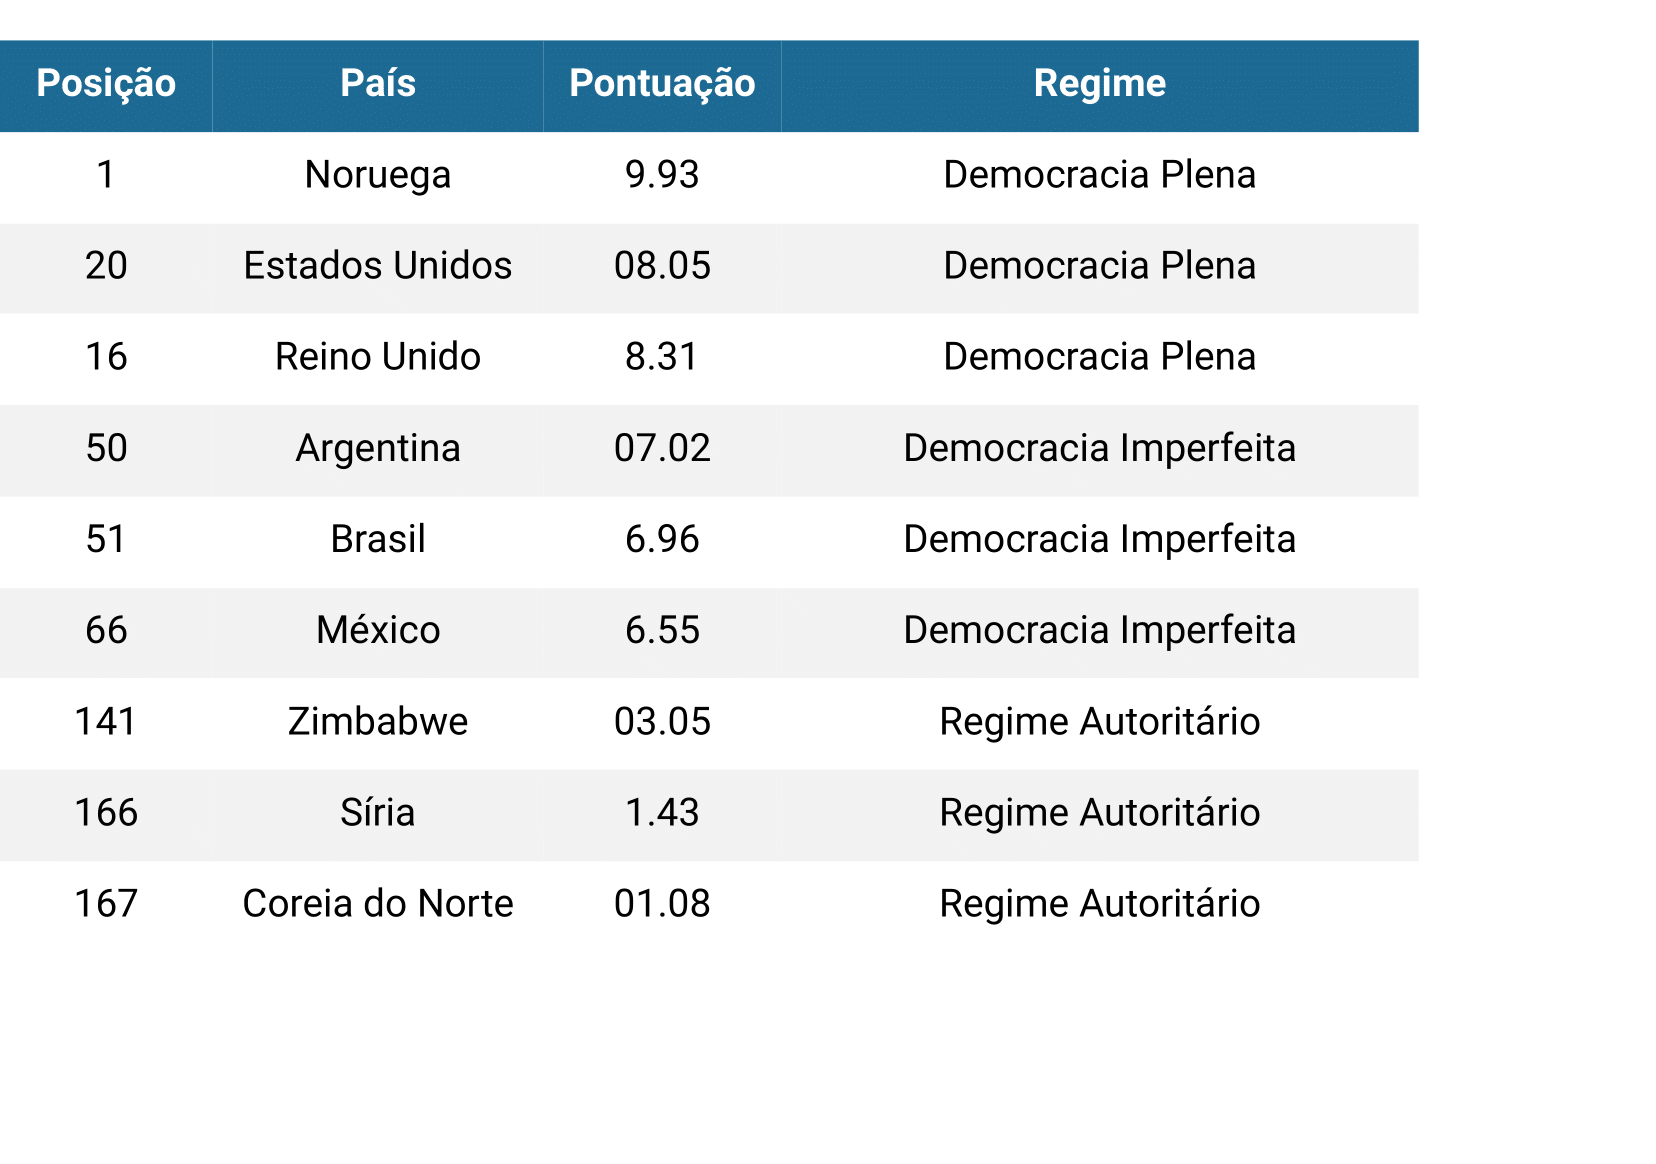 Posição País Pontuação Regime
1 Noruega 9.93 Democracia Plena
20 Estados Unidos 08.05 Democracia Plena
16 Reino Unido 8.31 Democracia Plena
50 Argentina 07.02 Democracia Imperfeita
51 Brasil 6.96 Democracia Imperfeita
66 México 6.55 Democracia Imperfeita
141 Zimbabwe 03.05 Regime Autoritário
166 Síria 1.43 Regime Autoritário
167 Coreia do Norte 01.08 Regime Autoritário